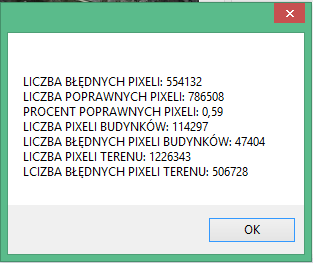 LICZBA BŁĘDNYCH PIXELI: 554132
LICZBA POPRAWNYCH PIXELI: 786508
PROCENT POPRAWNYCH PIXELI: 0,59
LICZBA PIXELI BUDYNKÓW: 114297
LICZBA BŁĘDNYCH PIXELI BUDYNKÓW: 47404
LICZBA PIXELI TERENU: 1226343
LCIZBA BŁĘDNYCH PIXELI TERENU: 506728
OK